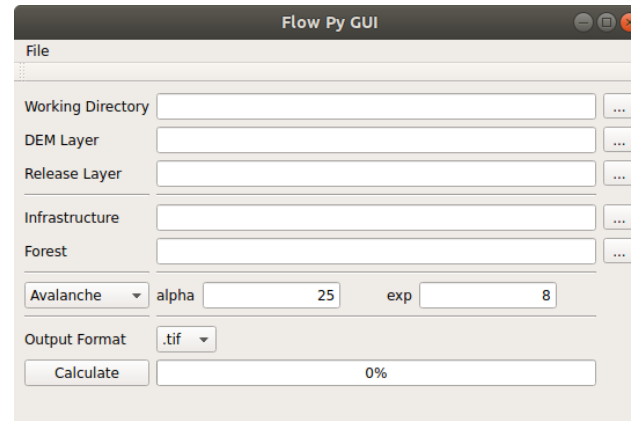 Flow Py GUI
File
Working Directory ...
DEM Layer ...
Release Layer ...
Infrastructure ...
Forest ...
Avalanche alpha 25 exp 8
Output Format .tif
Calculate 0%